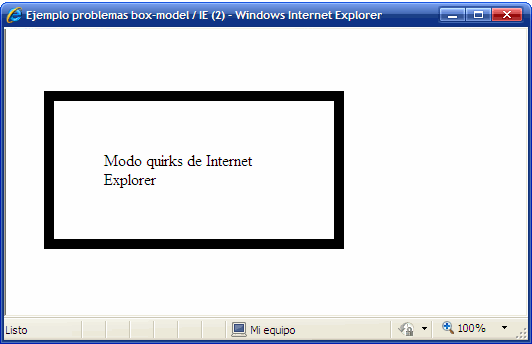 Ejemplo problemas box-model / IE (2) - Windows Internet Explorer
Modo quirks de Internet
Explorer
Listo
Mi equipo
100%